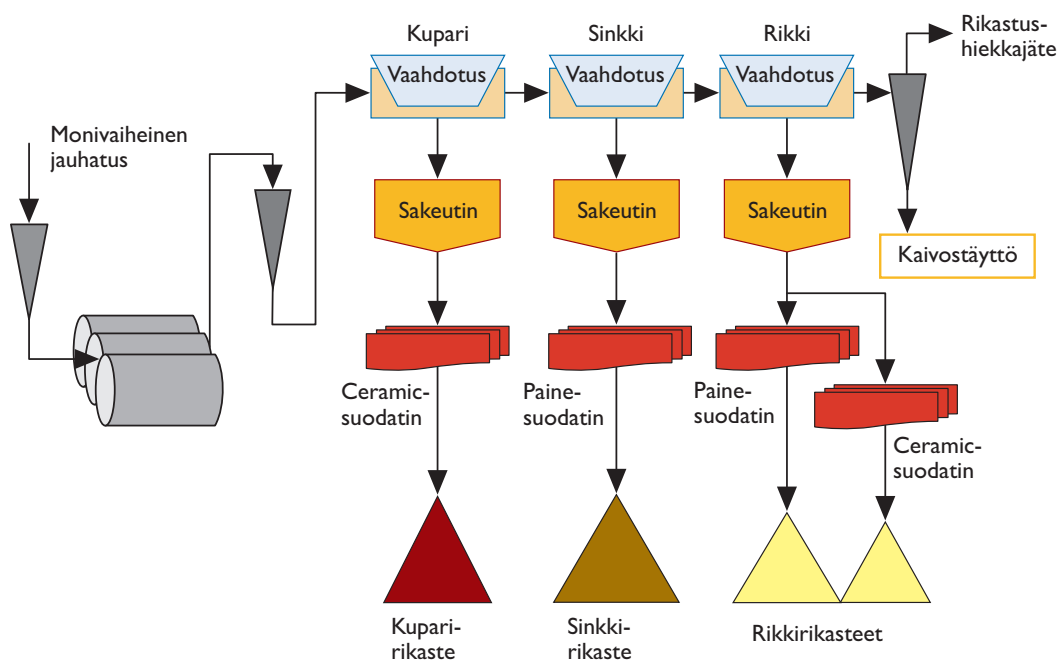 Kupari
Sinkki
Rikki
Rikastus-
hiekkajäte
Vaahdotus
Vaahdotus
Vaahdotus
Monivaiheinen
jauhatus
Sakeutin
Sakeutin
Sakeutin
Kaivostäyttö
Ceramic-
suodatin
Paine-
suodatin
Paine-
suodatin
Ceramic-
suodatin
Kupari-
rikaste
Sinkki-
rikaste
Rikkirikasteet